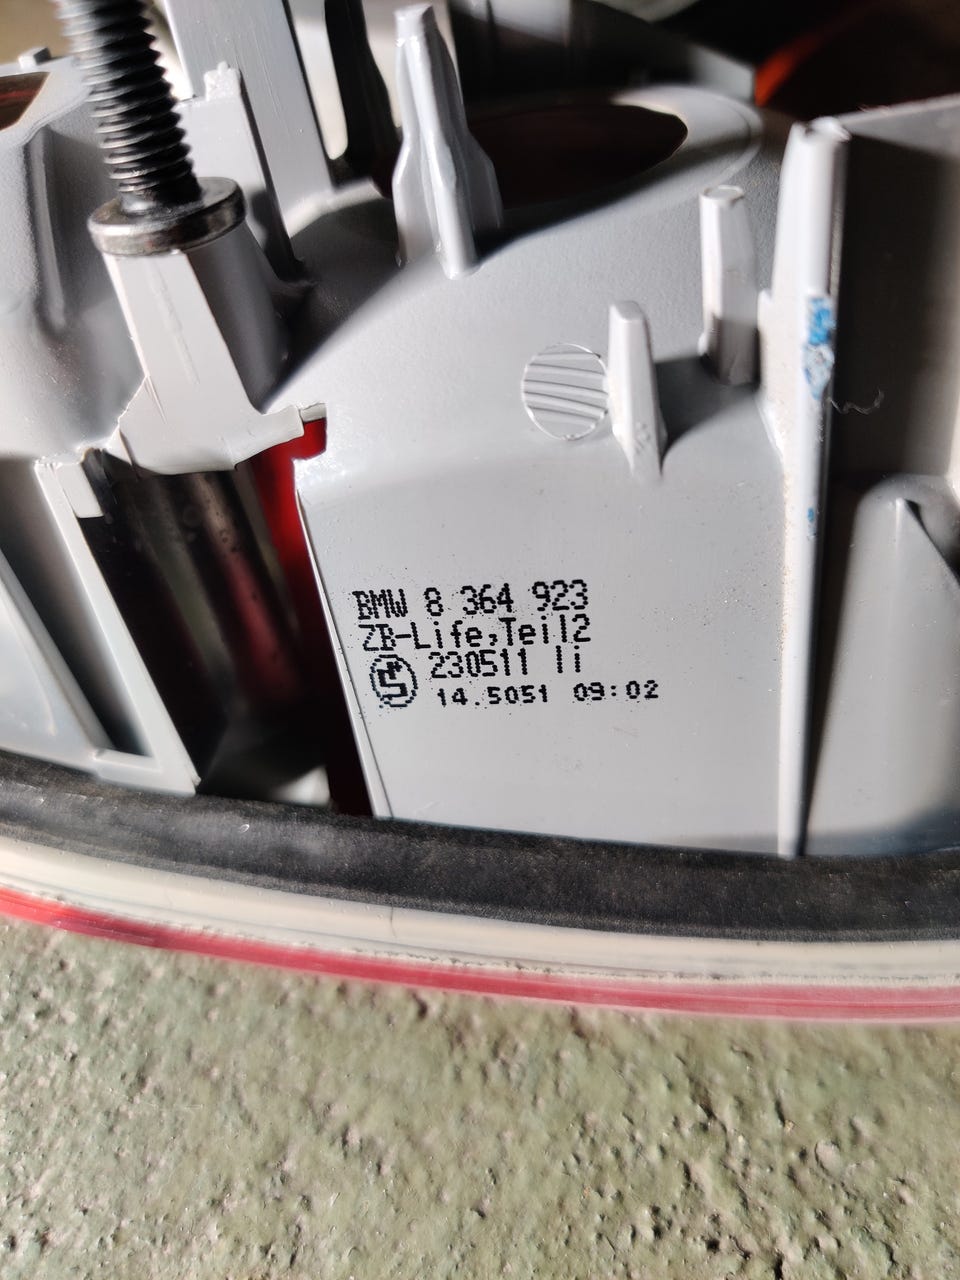 BMW 8 364 923
ZB-Life,Teil2
230511 li
14.5051 09:02